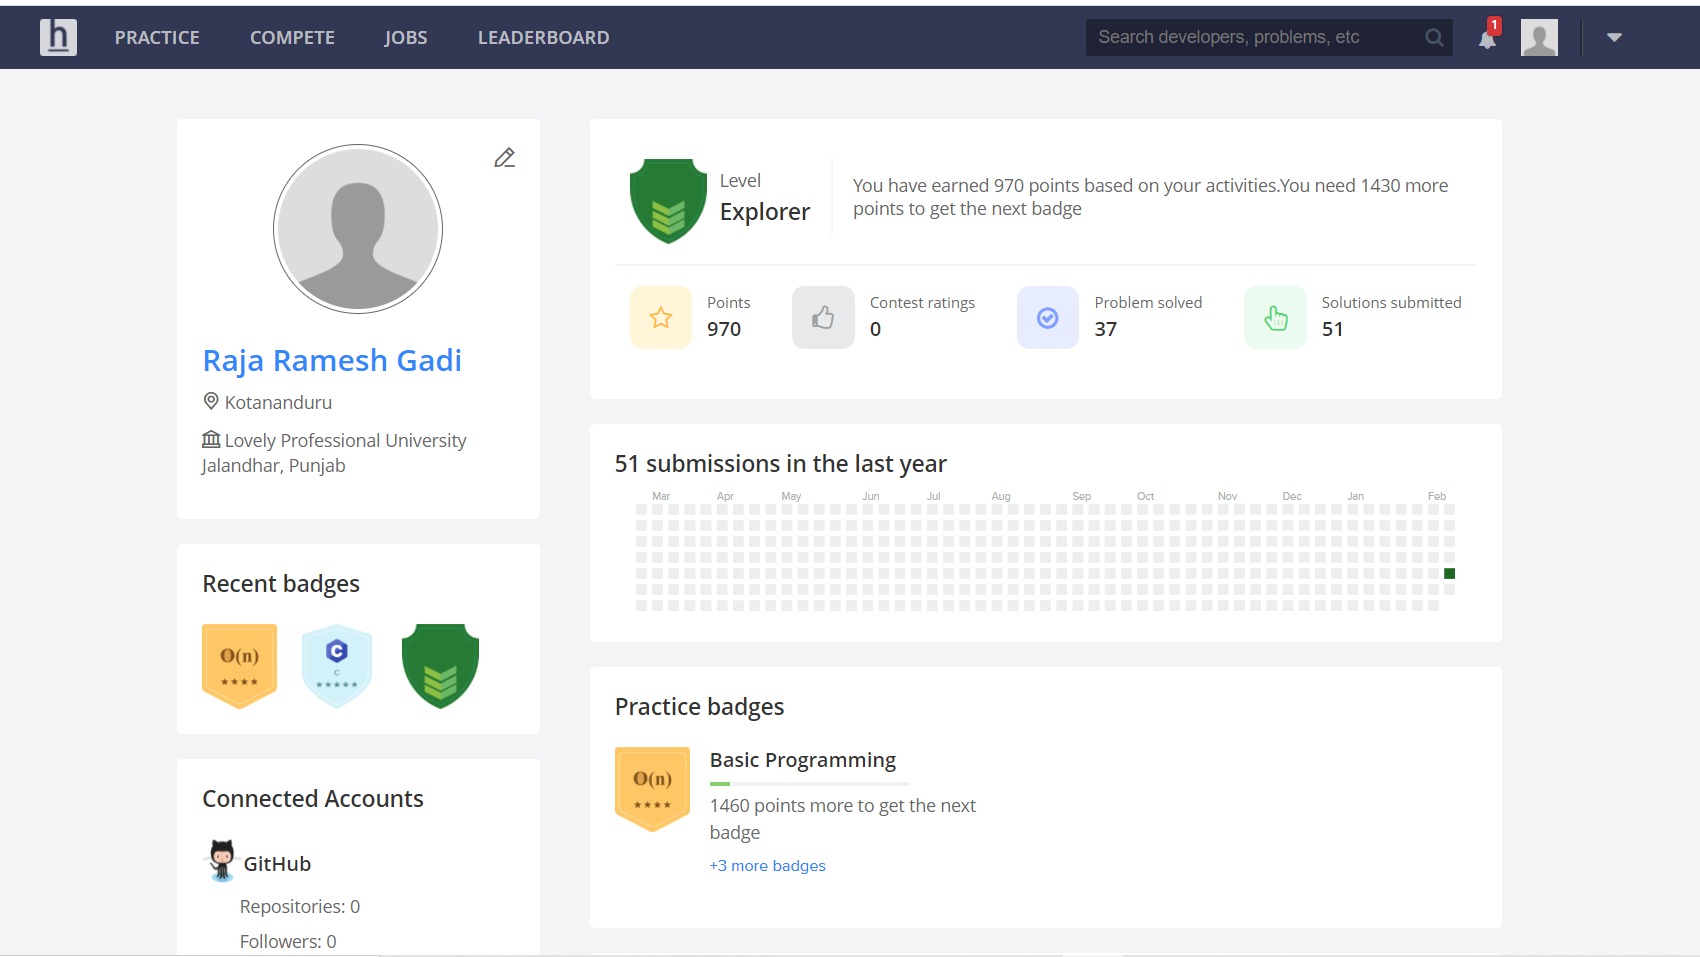 h PRACTICE COMPETE JOBS LEADERBOARD Search developers, problems, etc 1
Raja Ramesh Gadi
Kotananduru
Lovely Professional University
Jalandhar, Punjab
Recent badges
O(n)
C
C
Connected Accounts
GitHub
Repositories: 0
Followers: 0
Level
Explorer
You have earned 970 points based on your activities.You need 1430 more
points to get the next badge
Points
970
Contest ratings
0
Problem solved
37
Solutions submitted
51
51 submissions in the last year
Mar Apr May Jun Jul Aug Sep Oct Nov Dec Jan Feb
Practice badges
O(n)
Basic Programming
1460 points more to get the next
badge
+3 more badges